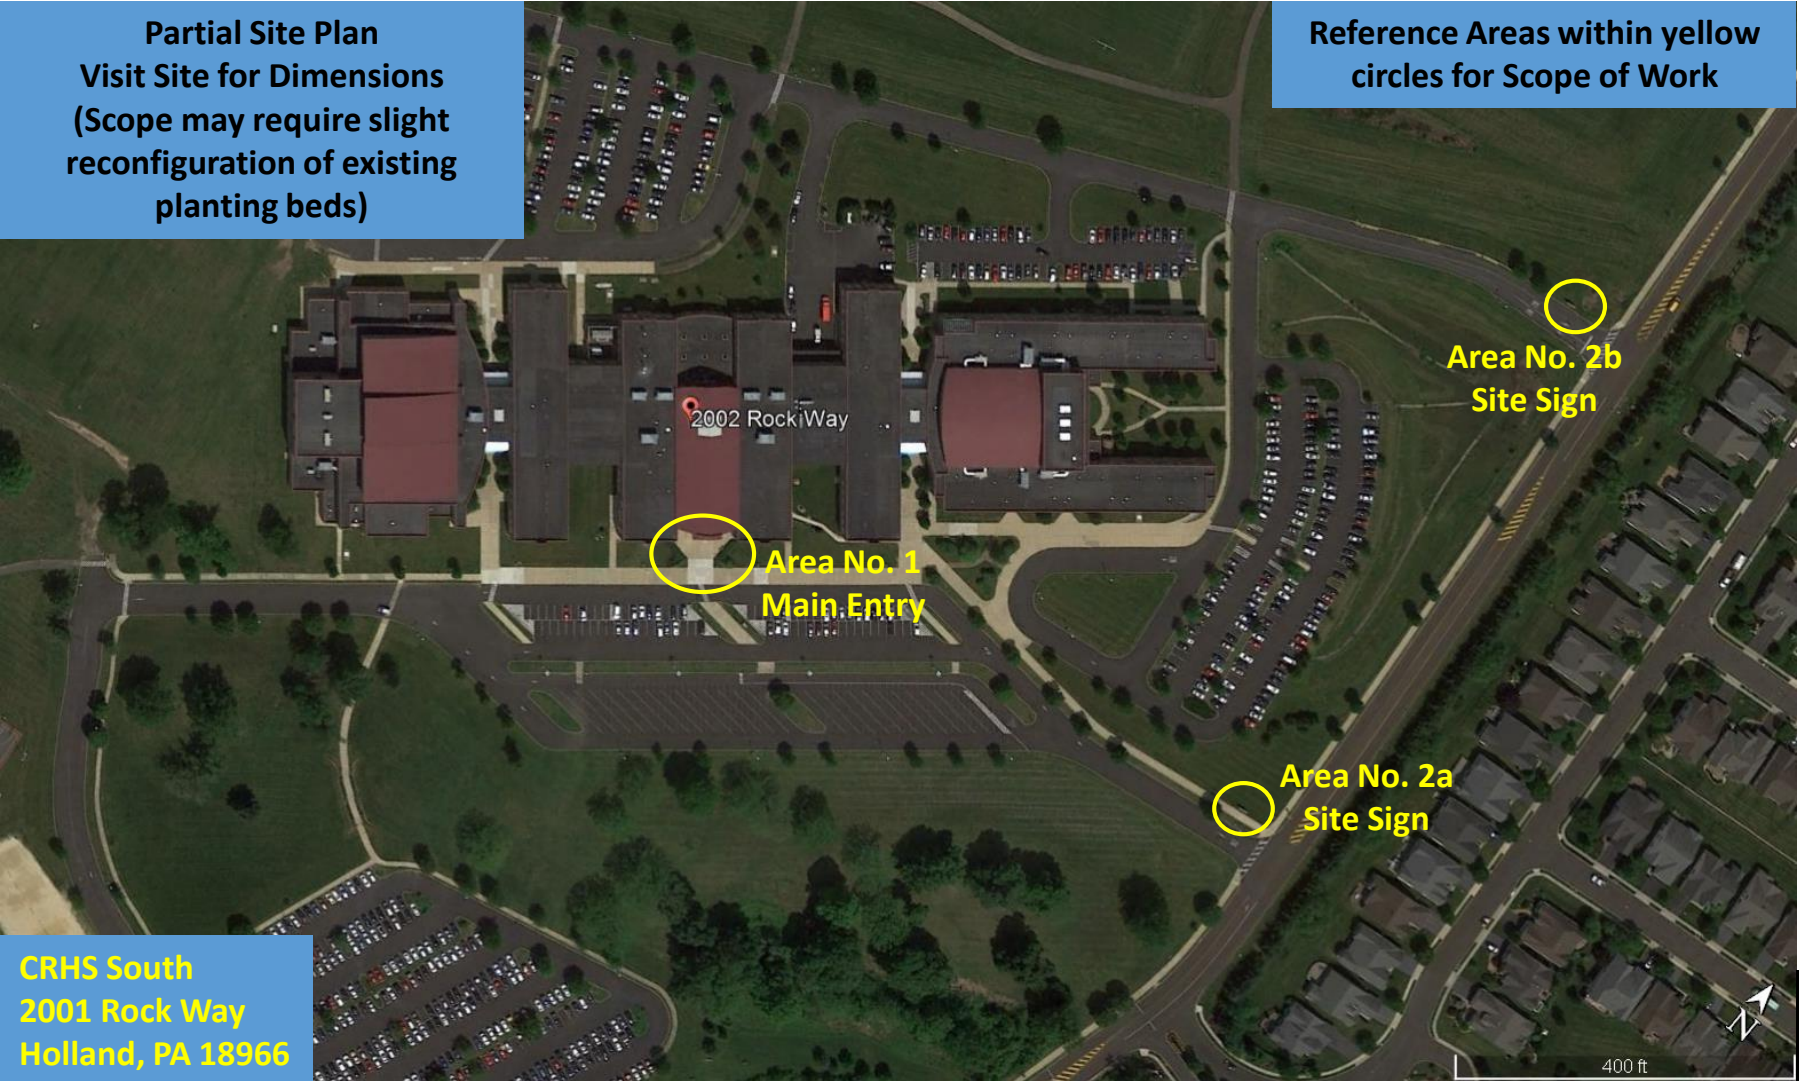 Partial Site Plan
Visit Site for Dimensions
(Scope may require slight
reconfiguration of existing
planting beds)
Reference Areas within yellow
circles for Scope of Work
Area No. 2b
Site Sign
2002 Rock Way
Area No. 1
Main Entry
Area No. 2a
Site Sign
CRHS South
2001 Rock Way
Holland, PA 18966
N
400 ft